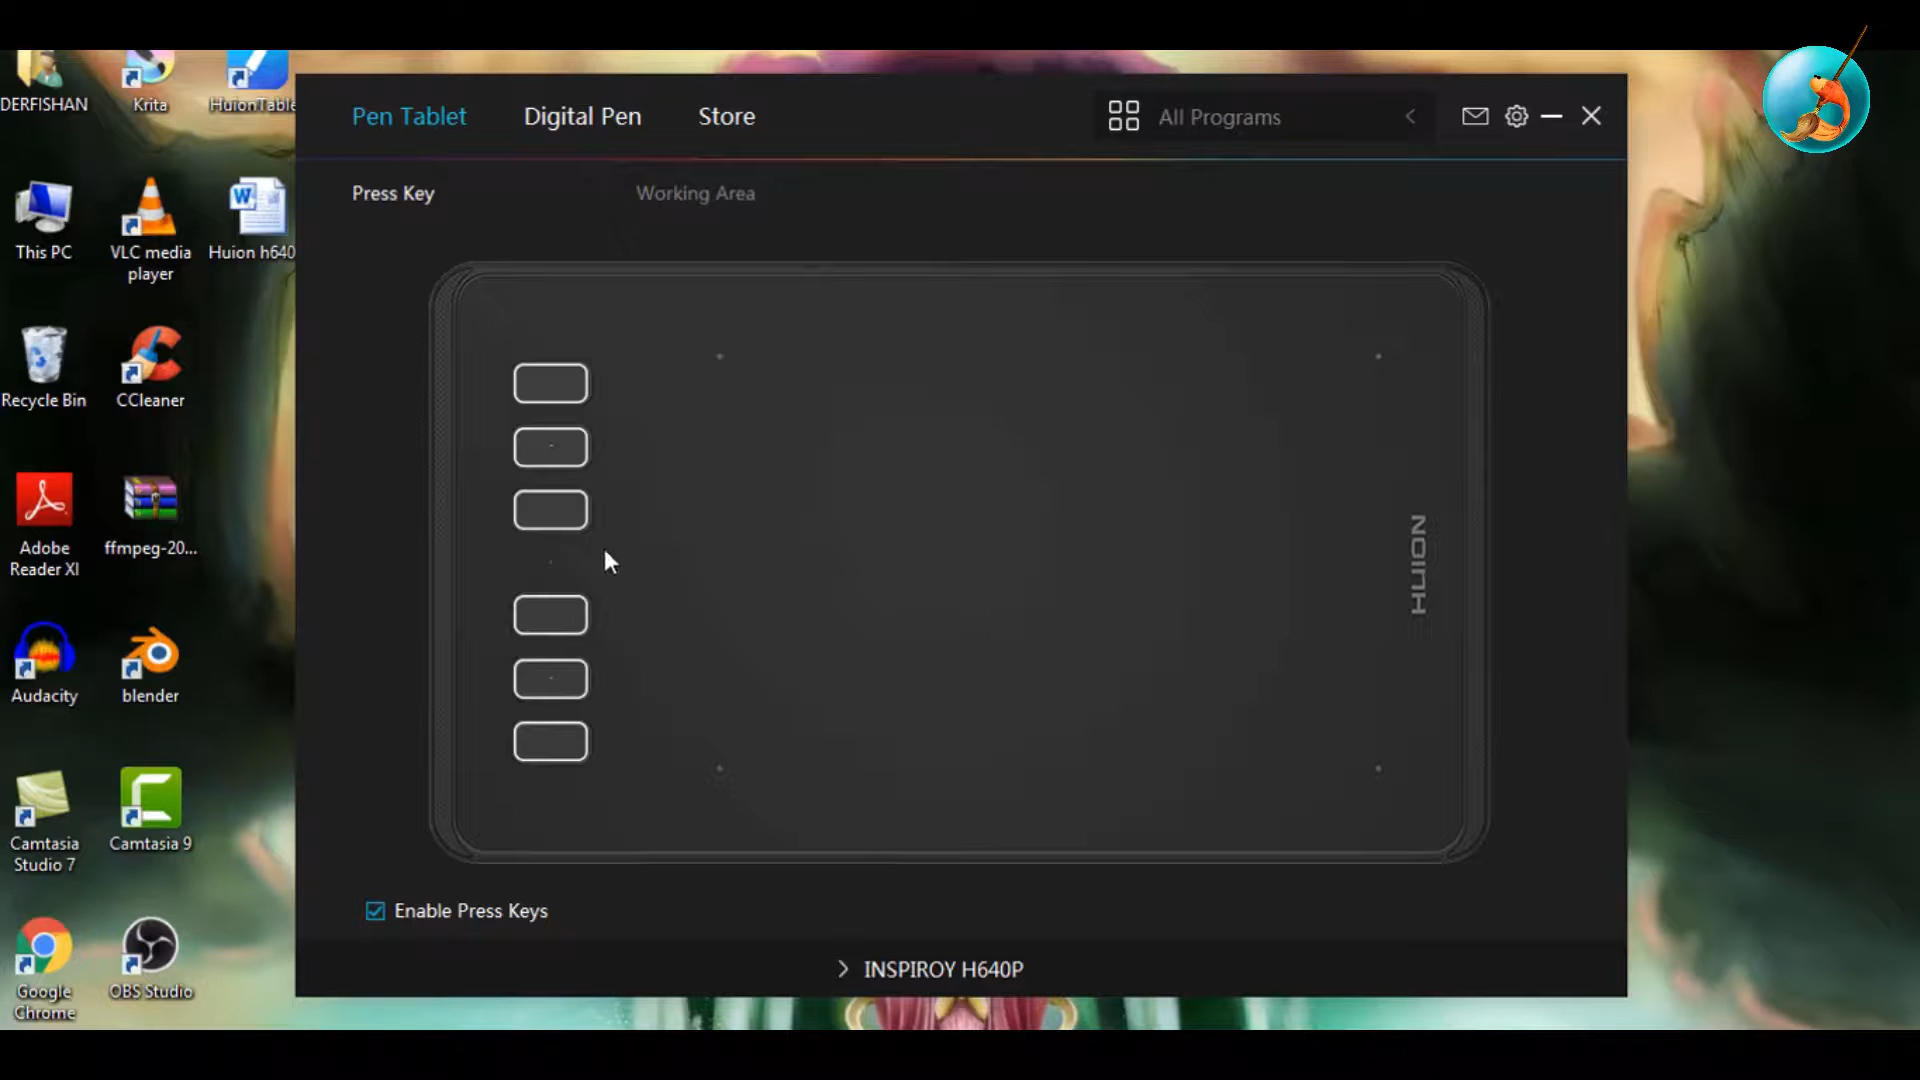 DERFISHAN
Krita
HuionTable
Pen Tablet
Digital Pen
Store
All Programs
Press Key
Working Area
This PC
VLC media
player
Huion h640
Recycle Bin
CCleaner
Adobe
Reader XI
ffmpeg-20...
HUION
Audacity
blender
Camtasia
Studio 7
Camtasia 9
Enable Press Keys
Google
Chrome
OBS Studio
INSPIROY H640P